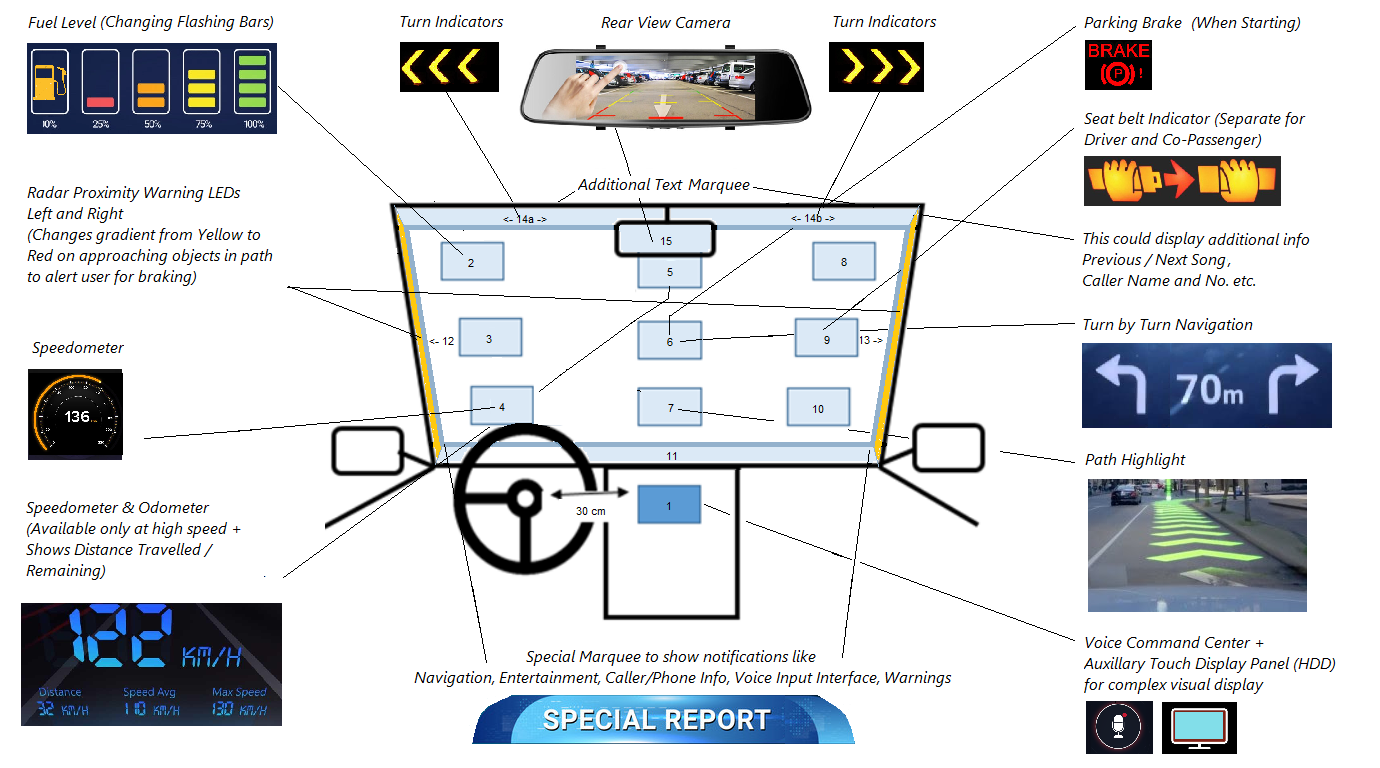 Fuel Level (Changing Flashing Bars)
10%
25%
50%
75%
100%
Turn Indicators
Rear View Camera
Turn Indicators
Parking Brake (When Starting)
BRAKE
(P)!
Seat belt Indicator (Separate for
Driver and Co-Passenger)
Additional Text Marquee
Radar Proximity Warning LEDs
Left and Right
(Changes gradient from Yellow to
Red on approaching objects in path
to alert user for braking)
This could display additional info
Previous / Next Song,
Caller Name and No. etc.
<- 14a ->
<- 14b ->
15
2
5
8
<- 12
3
6
9
13 ->
4
7
10
11
1
30 cm
Turn by Turn Navigation
70m
Speedometer
136
Path Highlight
Speedometer & Odometer
(Available only at high speed +
Shows Distance Travelled /
Remaining)
122 KM/H
Distance
Speed Avg
Max Speed
32 KM/H
110 KM/H
130 KM/H
Voice Command Center +
Auxillary Touch Display Panel (HDD)
for complex visual display
Special Marquee to show notifications like
Navigation, Entertainment, Caller/Phone Info, Voice Input Interface, Warnings
SPECIAL REPORT